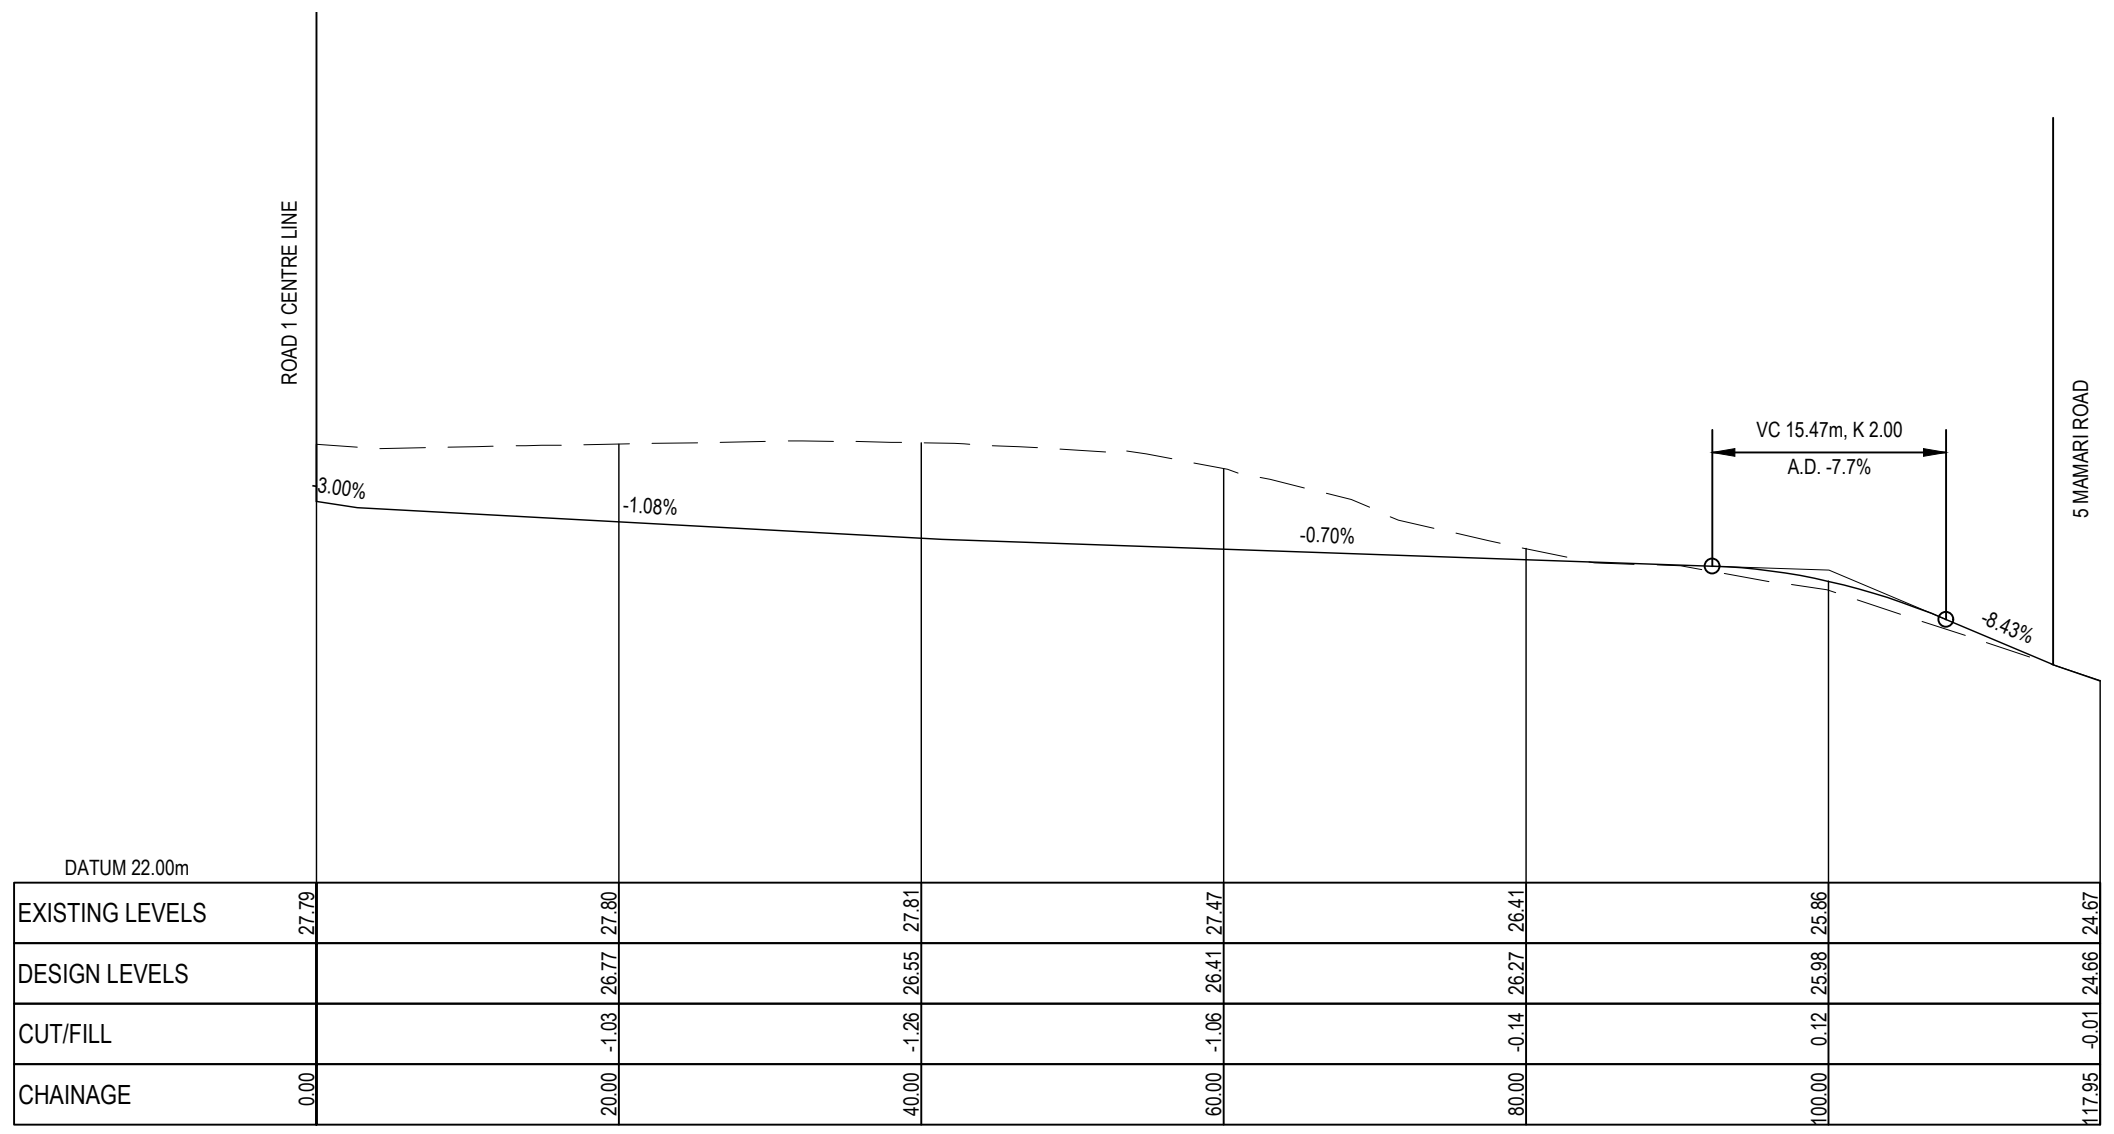 ROAD 1 CENTRE LINE
5 MAMARI ROAD
VC 15.47m, K 2.00
A.D. -7.7%
-3.00%
-1.08%
-0.70%
-8.43%
DATUM 22.00m
EXISTING LEVELS 27.79 27.80 27.81 27.47 26.41 25.86 24.67
DESIGN LEVELS 26.77 26.55 26.41 26.27 25.98 24.66
CUT/FILL -1.03 -1.26 -1.06 -0.14 0.12 -0.01
CHAINAGE 0.00 20.00 40.00 60.00 80.00 100.00 117.95